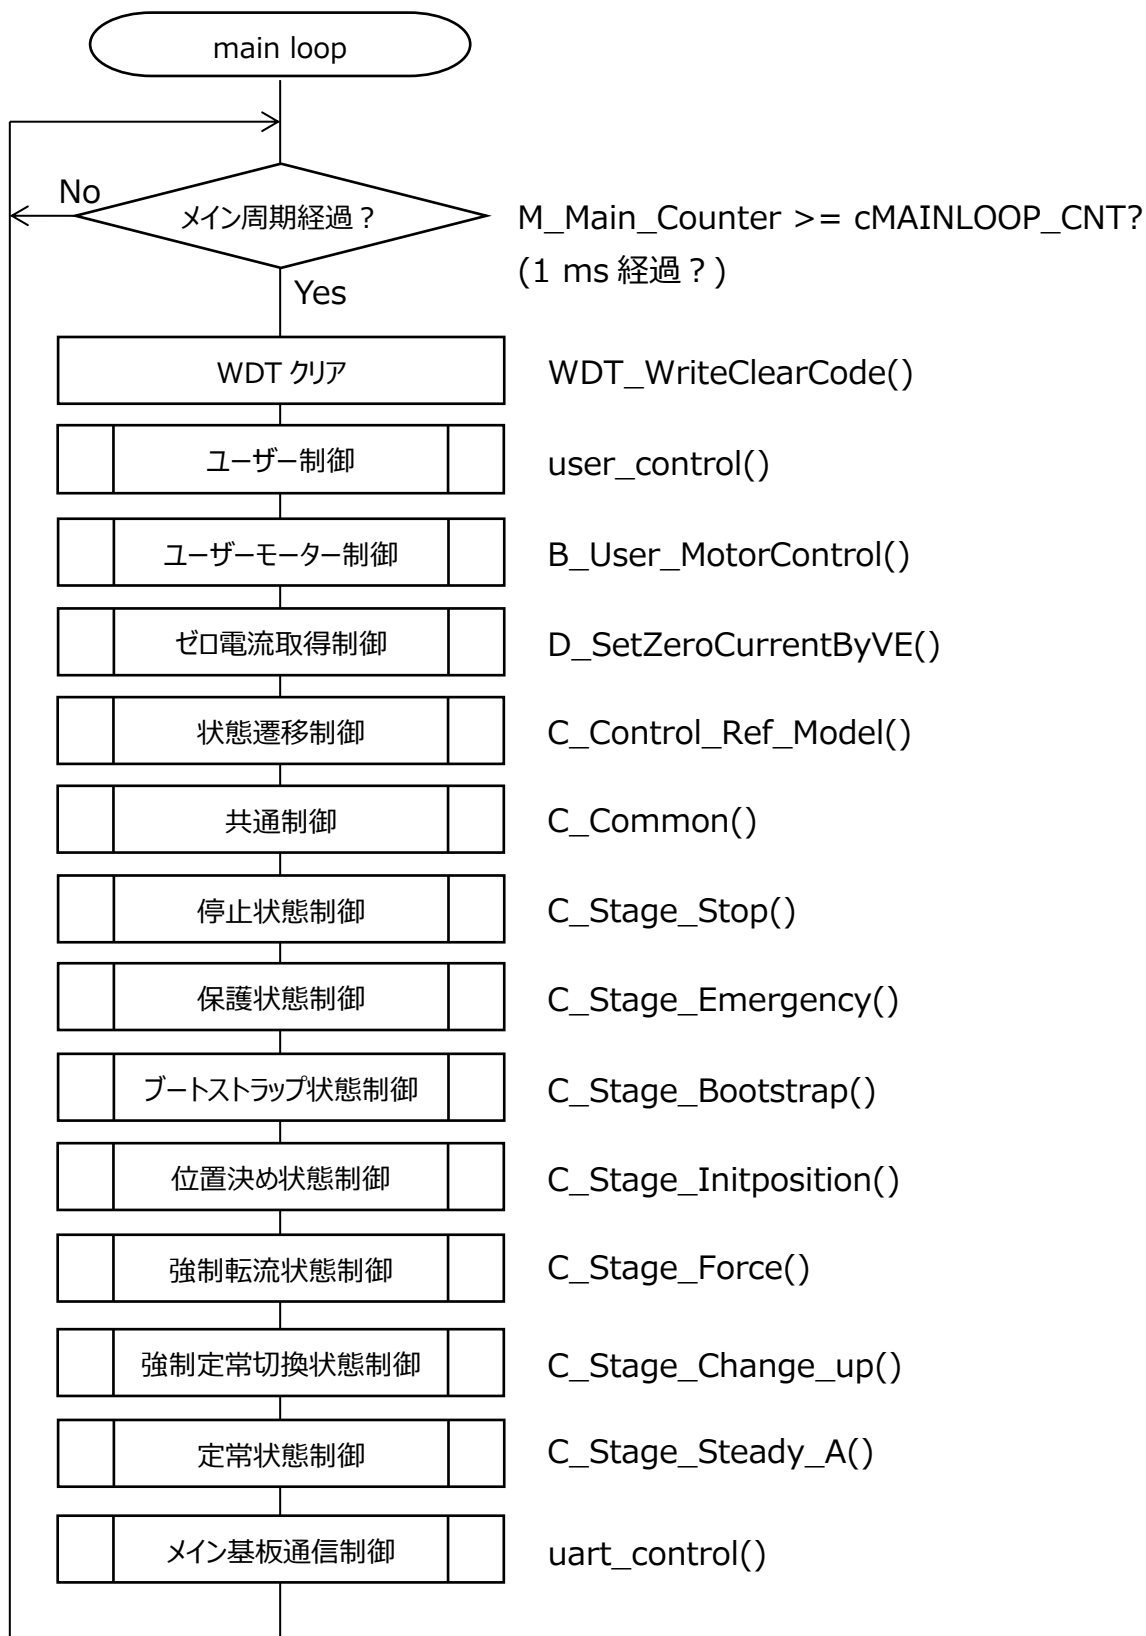 main loop
No
メイン周期経過？
M_Main_Counter >= cMAINLOOP_CNT?
(1 ms 経過？)
Yes
WDT クリア
WDT_WriteClearCode()
ユーザー制御
user_control()
ユーザーモーター制御
B_User_MotorControl()
ゼロ電流取得制御
D_SetZeroCurrentByVE()
状態遷移制御
C_Control_Ref_Model()
共通制御
C_Common()
停止状態制御
C_Stage_Stop()
保護状態制御
C_Stage_Emergency()
ブートストラップ状態制御
C_Stage_Bootstrap()
位置決め状態制御
C_Stage_Initposition()
強制転流状態制御
C_Stage_Force()
強制定常切換状態制御
C_Stage_Change_up()
定常状態制御
C_Stage_Steady_A()
メイン基板通信制御
uart_control()